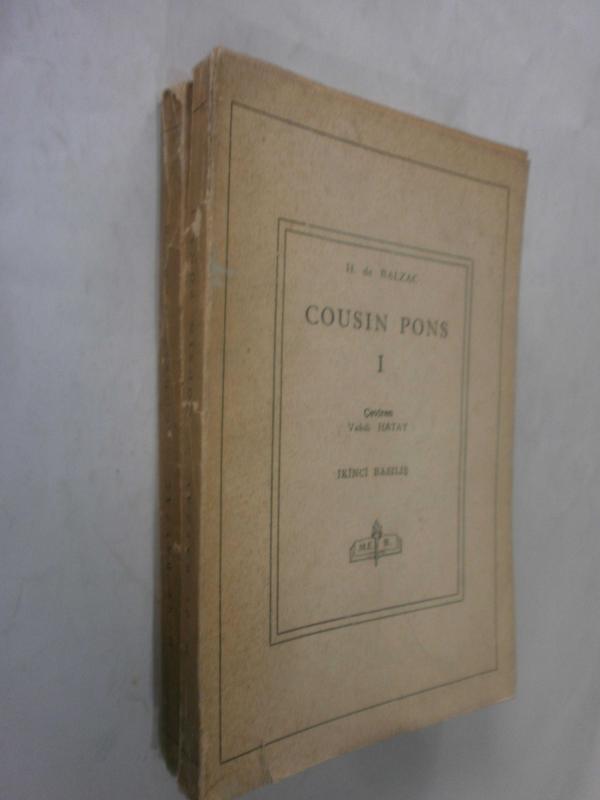 H. de BALZAC
COUSIN PONS
I
Çeviren
Vahdi HATAY
İKİNCİ BASILIŞ
M.E. B.